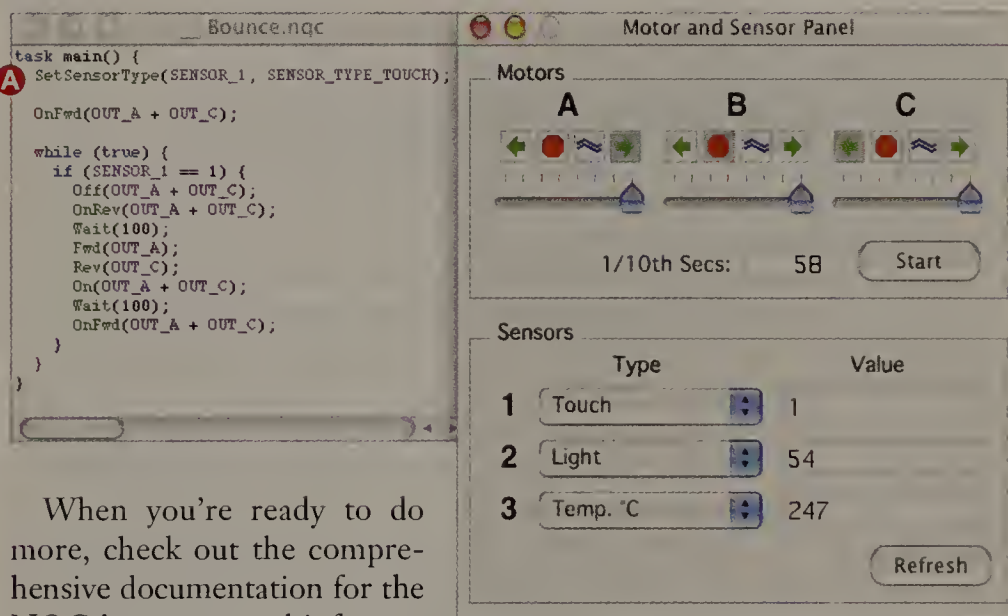 Bounce.nqc
task main() {
A
SetSensorType(SENSOR_1, SENSOR_TYPE_TOUCH);
OnFwd(OUT_A + OUT_C);
while (true) {
if (SENSOR_1 == 1) {
Off(OUT_A + OUT_C);
OnRev(OUT_A + OUT_C);
Wait(100);
Fwd(OUT_A);
Rev(OUT_C);
On(OUT_A + OUT_C);
Wait(100);
OnFwd(OUT_A + OUT_C);
}
}
}
When you're ready to do
more, check out the compre-
hensive documentation for the
Motor and Sensor Panel
Motors
A B C
1/10th Secs: 58 Start
Sensors
Type Value
1 Touch 1
2 Light 54
3 Temp. °C 247
Refresh